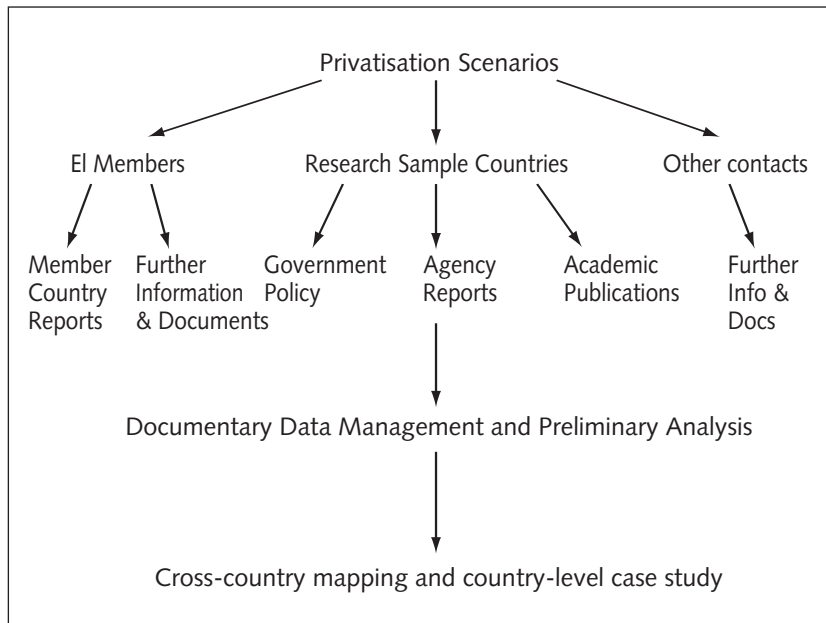 Privatisation Scenarios
El Members
Research Sample Countries
Other contacts
Member
Country
Reports
Further
Information
& Documents
Government
Policy
Agency
Reports
Academic
Publications
Further
Info &
Docs
Documentary Data Management and Preliminary Analysis
Cross-country mapping and country-level case study